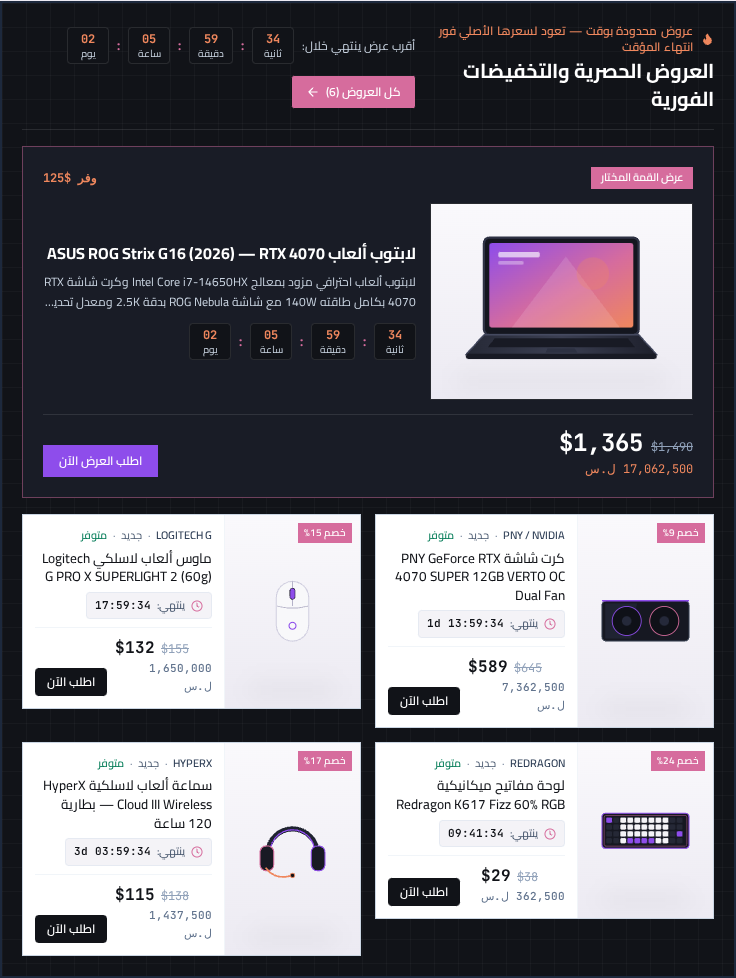 عروض محدودة بوقت — تعود لسعرها الأصلي فور
انتهاء المؤقت
العروض الحصرية والتخفيضات
الفورية
أقرب عرض ينتهي خلال:
34 : 59 : 05 : 02
ثانية دقيقة ساعة يوم
كل العروض (6) ←
عرض القمة المختار
وفر $125
لابتوب ألعاب ASUS ROG Strix G16 (2026) — RTX 4070
لابتوب ألعاب احترافي مزود بمعالج Intel Core i7-14650HX وكرت شاشة RTX
4070 بكامل طاقته 140W مع شاشة ROG Nebula بدقة 2.5K ومعدل تحديـ...
34 : 59 : 05 : 02
ثانية دقيقة ساعة يوم
$1,490 $1,365
17,062,500 ل.س
اطلب العرض الآن
خصم 9%
PNY / NVIDIA · جديد · متوفر
كرت شاشة PNY GeForce RTX
4070 SUPER 12GB VERTO OC
Dual Fan
ينتهي: 1d 13:59:34
$645 $589
7,362,500
ل.س
اطلب الآن
خصم 15%
LOGITECH G · جديد · متوفر
ماوس ألعاب لاسلكي Logitech
G PRO X SUPERLIGHT 2 (60g)
ينتهي: 17:59:34
$155 $132
1,650,000
ل.س
اطلب الآن
خصم 24%
REDRAGON · جديد · متوفر
لوحة مفاتيح ميكانيكية
Redragon K617 Fizz 60% RGB
ينتهي: 09:41:34
$38 $29
362,500 ل.س
اطلب الآن
خصم 17%
HYPERX · جديد · متوفر
سماعة ألعاب لاسلكية HyperX
Cloud III Wireless — بطارية
120 ساعة
ينتهي: 3d 03:59:34
$138 $115
1,437,500
ل.س
اطلب الآن